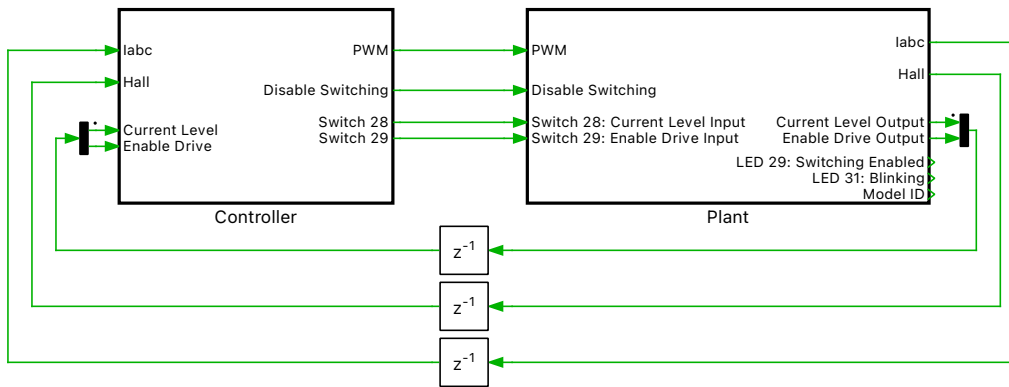 Iabc
Hall
Current Level
Enable Drive
PWM
Disable Switching
Switch 28
Switch 29
Controller
PWM
Disable Switching
Switch 28: Current Level Input
Switch 29: Enable Drive Input
Iabc
Hall
Current Level Output
Enable Drive Output
LED 29: Switching Enabled
LED 31: Blinking
Model ID
Plant
z⁻¹
z⁻¹
z⁻¹